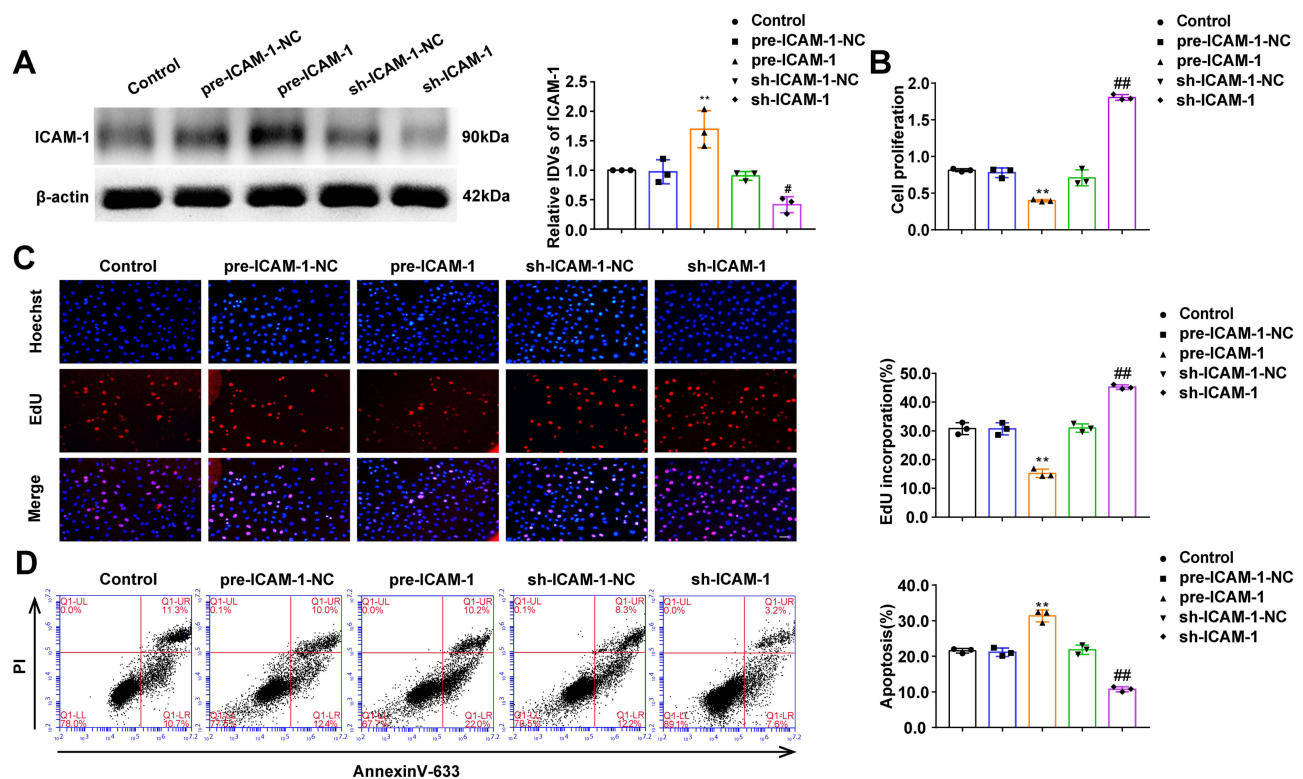 A
Control
pre-ICAM-1-NC
pre-ICAM-1
sh-ICAM-1-NC
sh-ICAM-1
ICAM-1
90kDa
β-actin
42kDa
Relative IDVs of ICAM-1
2.5
2.0
1.5
1.0
0.5
0.0
**
#
Control
pre-ICAM-1-NC
pre-ICAM-1
sh-ICAM-1-NC
sh-ICAM-1
B
Cell proliferation
2.0
1.5
1.0
0.5
0.0
**
##
Control
pre-ICAM-1-NC
pre-ICAM-1
sh-ICAM-1-NC
sh-ICAM-1
C
Control
pre-ICAM-1-NC
pre-ICAM-1
sh-ICAM-1-NC
sh-ICAM-1
Hoechst
EdU
Merge
EdU incorporation(%)
50.0
40.0
30.0
20.0
10.0
0.0
**
##
Control
pre-ICAM-1-NC
pre-ICAM-1
sh-ICAM-1-NC
sh-ICAM-1
D
Control
pre-ICAM-1-NC
pre-ICAM-1
sh-ICAM-1-NC
sh-ICAM-1
PI
Q1-UL
0.0%
Q1-UR
11.3%
Q1-LL
78.0%
Q1-LR
10.7%
Q1-UL
0.1%
Q1-UR
10.0%
Q1-LR
12.4%
Q1-UL
0.0%
Q1-UR
10.2%
Q1-LR
22.0%
Q1-UL
0.1%
Q1-UR
8.3%
Q1-LR
12.2%
Q1-UL
0.0%
Q1-UR
3.2%
Q1-LL
89.1%
Q1-LR
7.6%
AnnexinV-633
Apoptosis(%)
40.0
30.0
20.0
10.0
0.0
**
##
Control
pre-ICAM-1-NC
pre-ICAM-1
sh-ICAM-1-NC
sh-ICAM-1